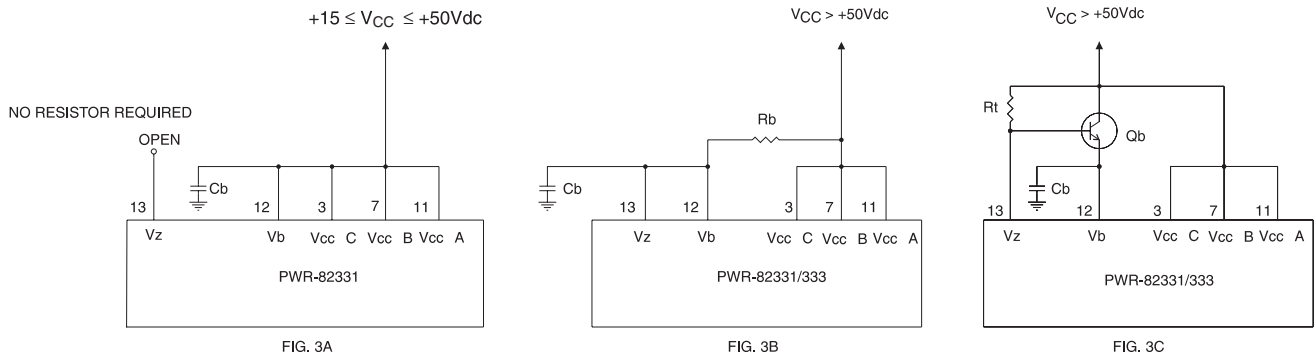 +15 ≤ VCC ≤ +50Vdc
NO RESISTOR REQUIRED
OPEN
Cb
13
12
3
7
11
Vz
Vb
Vcc
C
Vcc
B
Vcc
A
PWR-82331
FIG. 3A
VCC > +50Vdc
Rb
Cb
13
12
3
7
11
Vz
Vb
Vcc
C
Vcc
B
Vcc
A
PWR-82331/333
FIG. 3B
VCC > +50Vdc
Rt
Qb
Cb
13
12
3
7
11
Vz
Vb
Vcc
C
Vcc
B
Vcc
A
PWR-82331/333
FIG. 3C